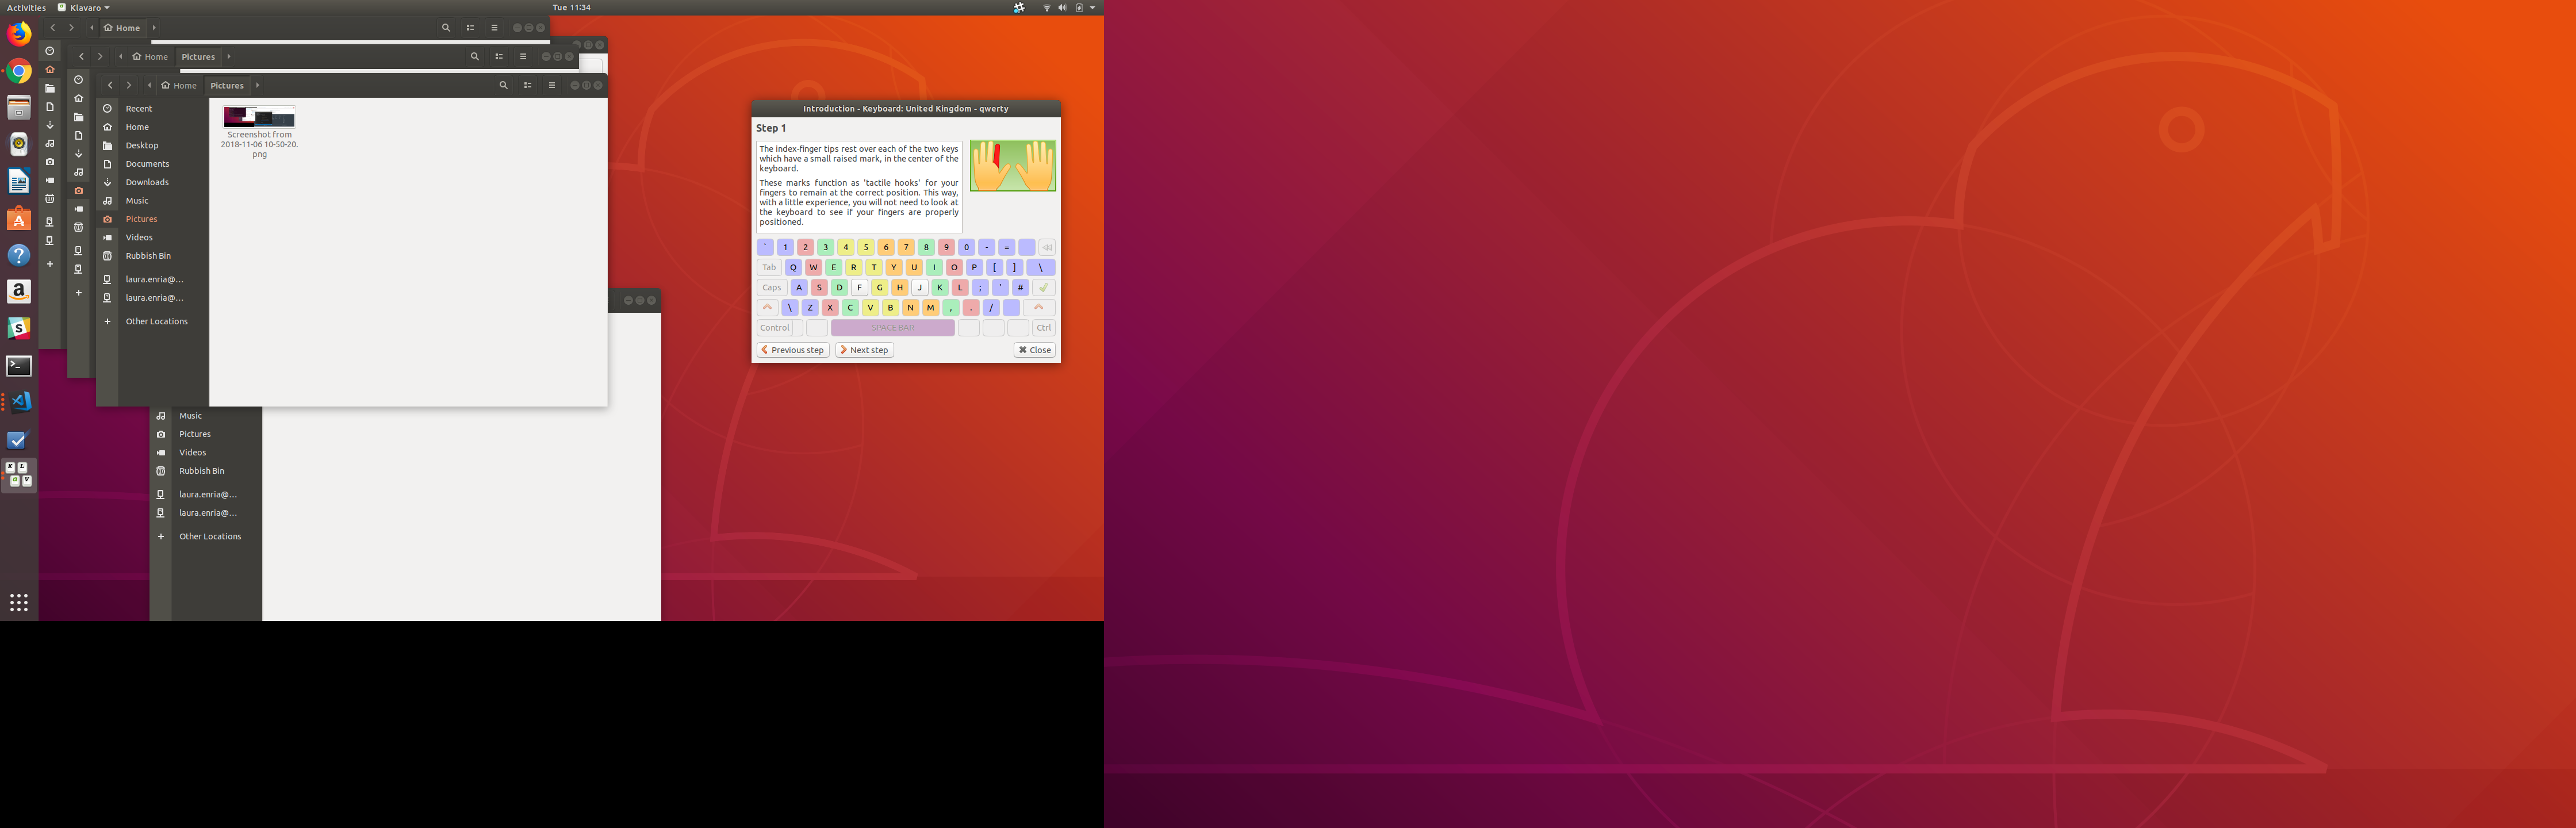 Activities
Klavaro
Tue 11:34
Home
Home
Pictures
Home
Pictures
Recent
Home
Desktop
Documents
Downloads
Music
Pictures
Videos
Rubbish Bin
laura.enria@...
laura.enria@...
Other Locations
Screenshot from
2018-11-06 10-50-20.
png
Music
Pictures
Videos
Rubbish Bin
laura.enria@...
laura.enria@...
Other Locations
Introduction - Keyboard: United Kingdom - qwerty
Step 1
The index-finger tips rest over each of the two keys
which have a small raised mark, in the center of the
keyboard.
These marks function as 'tactile hooks' for your
fingers to remain at the correct position. This way,
with a little experience, you will not need to look at
the keyboard to see if your fingers are properly
positioned.
` 1 2 3 4 5 6 7 8 9 0 - =
Tab Q W E R T Y U I O P [ ] \
Caps A S D F G H J K L ; ' #
\ Z X C V B N M , . /
Control SPACE BAR Ctrl
Previous step
Next step
Close